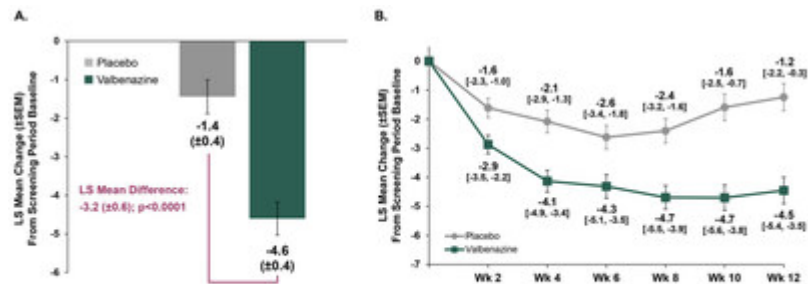 A.
LS Mean Change (±SEM)
From Screening Period Baseline
0
-1
-2
-3
-4
-5
-6
Placebo
Valbenazine
-1.4
(±0.4)
LS Mean Difference:
-3.2 (±0.6); p<0.0001
-4.6
(±0.4)
B.
LS Mean Change (±SEM)
From Screening Period Baseline
1
0
-1
-2
-3
-4
-5
-6
-7
-1.6
[-2.3, -1.0]
-2.1
[-2.9, -1.3]
-2.6
[-3.4, -1.8]
-2.4
[-3.2, -1.6]
-1.6
[-2.5, -0.7]
-1.2
[-2.2, -0.3]
-2.9
[-3.5, -2.2]
-4.1
[-4.9, -3.4]
-4.3
[-5.1, -3.5]
-4.7
[-5.5, -3.9]
-4.7
[-5.6, -3.8]
-4.5
[-5.4, -3.5]
Placebo
Valbenazine
Wk 2
Wk 4
Wk 6
Wk 8
Wk 10
Wk 12